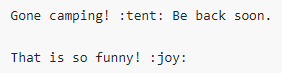 Gone camping! :tent: Be back soon.
That is so funny! :joy: